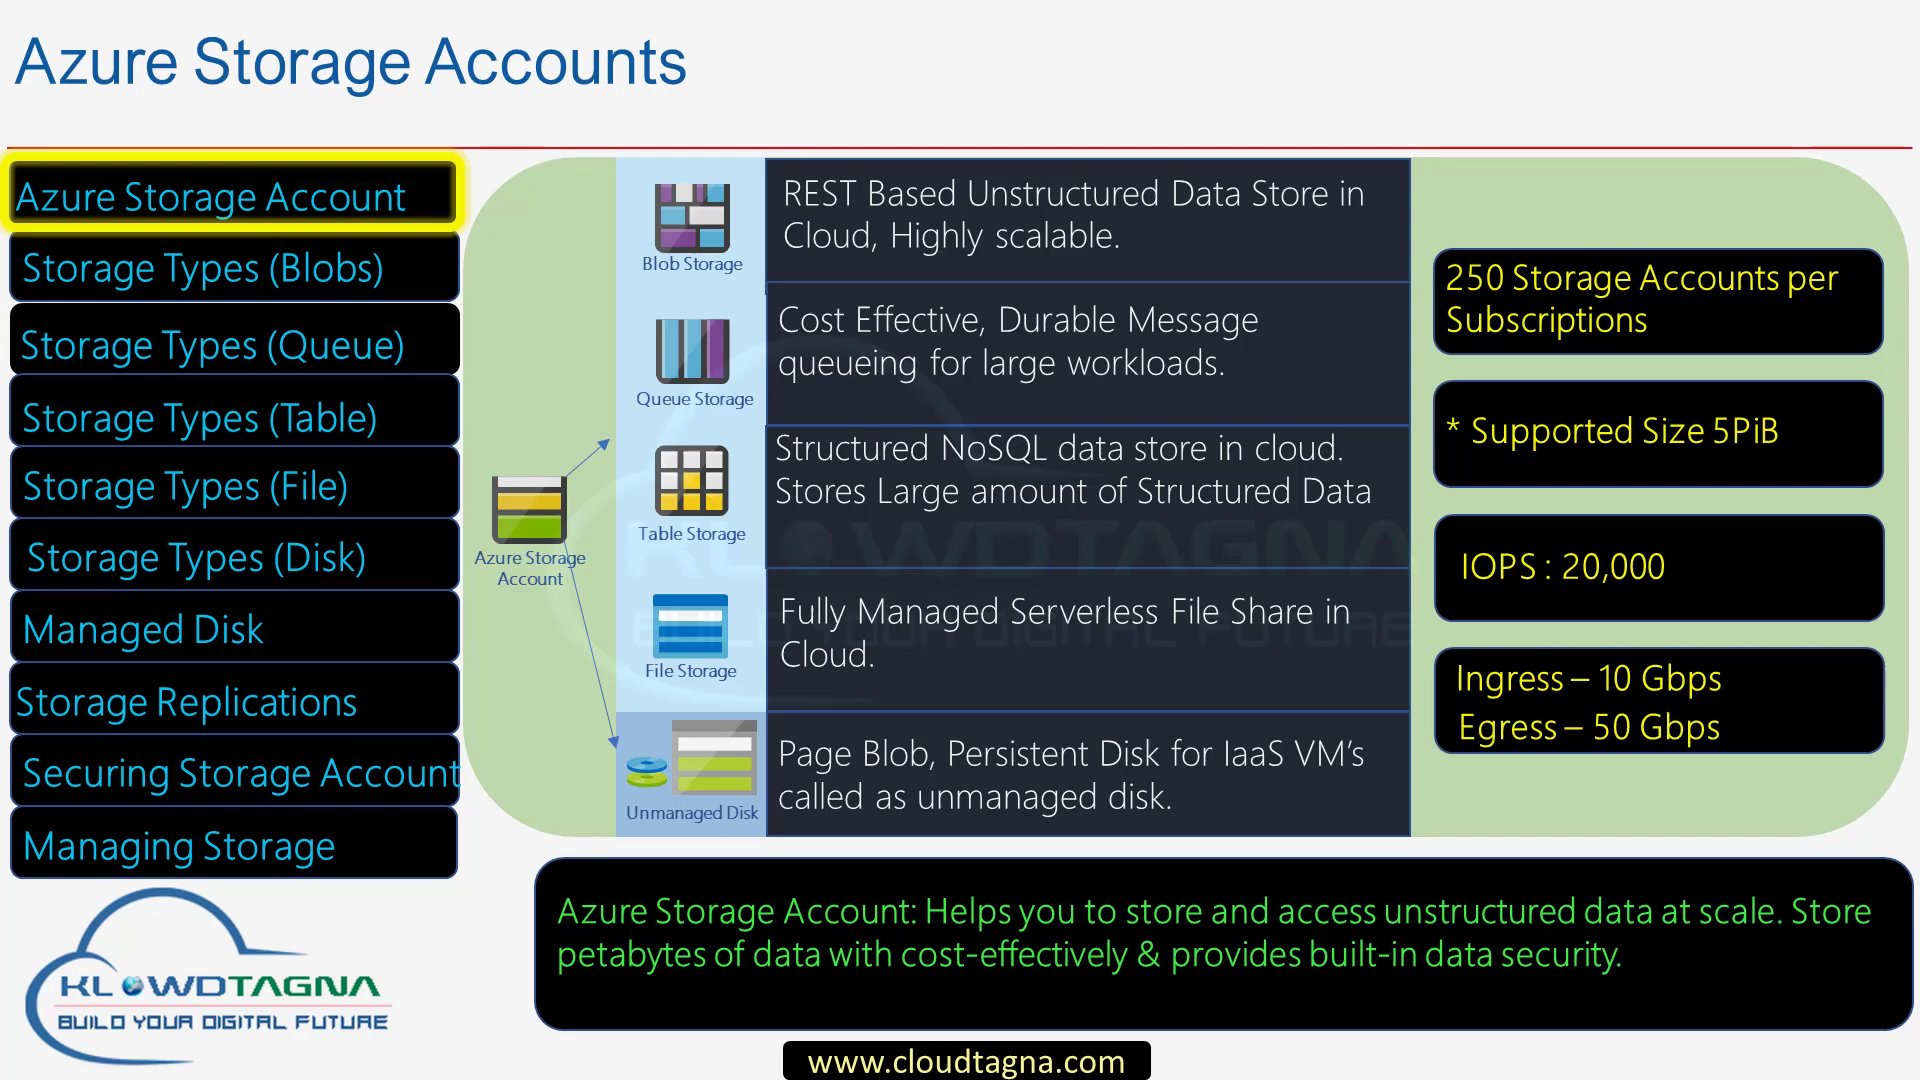 Azure Storage Accounts
Azure Storage Account
Storage Types (Blobs)
Storage Types (Queue)
Storage Types (Table)
Storage Types (File)
Storage Types (Disk)
Managed Disk
Storage Replications
Securing Storage Account
Managing Storage
KLOWDTAGNA
BUILD YOUR DIGITAL FUTURE
Azure Storage
Account
Blob Storage
REST Based Unstructured Data Store in
Cloud, Highly scalable.
Queue Storage
Cost Effective, Durable Message
queueing for large workloads.
Table Storage
Structured NoSQL data store in cloud.
Stores Large amount of Structured Data
File Storage
Fully Managed Serverless File Share in
Cloud.
Unmanaged Disk
Page Blob, Persistent Disk for IaaS VM’s
called as unmanaged disk.
KLOWDTAGNA
BUILD YOUR DIGITAL FUTURE
250 Storage Accounts per
Subscriptions
* Supported Size 5PiB
IOPS : 20,000
Ingress – 10 Gbps
Egress – 50 Gbps
Azure Storage Account: Helps you to store and access unstructured data at scale. Store
petabytes of data with cost-effectively & provides built-in data security.
www.cloudtagna.com